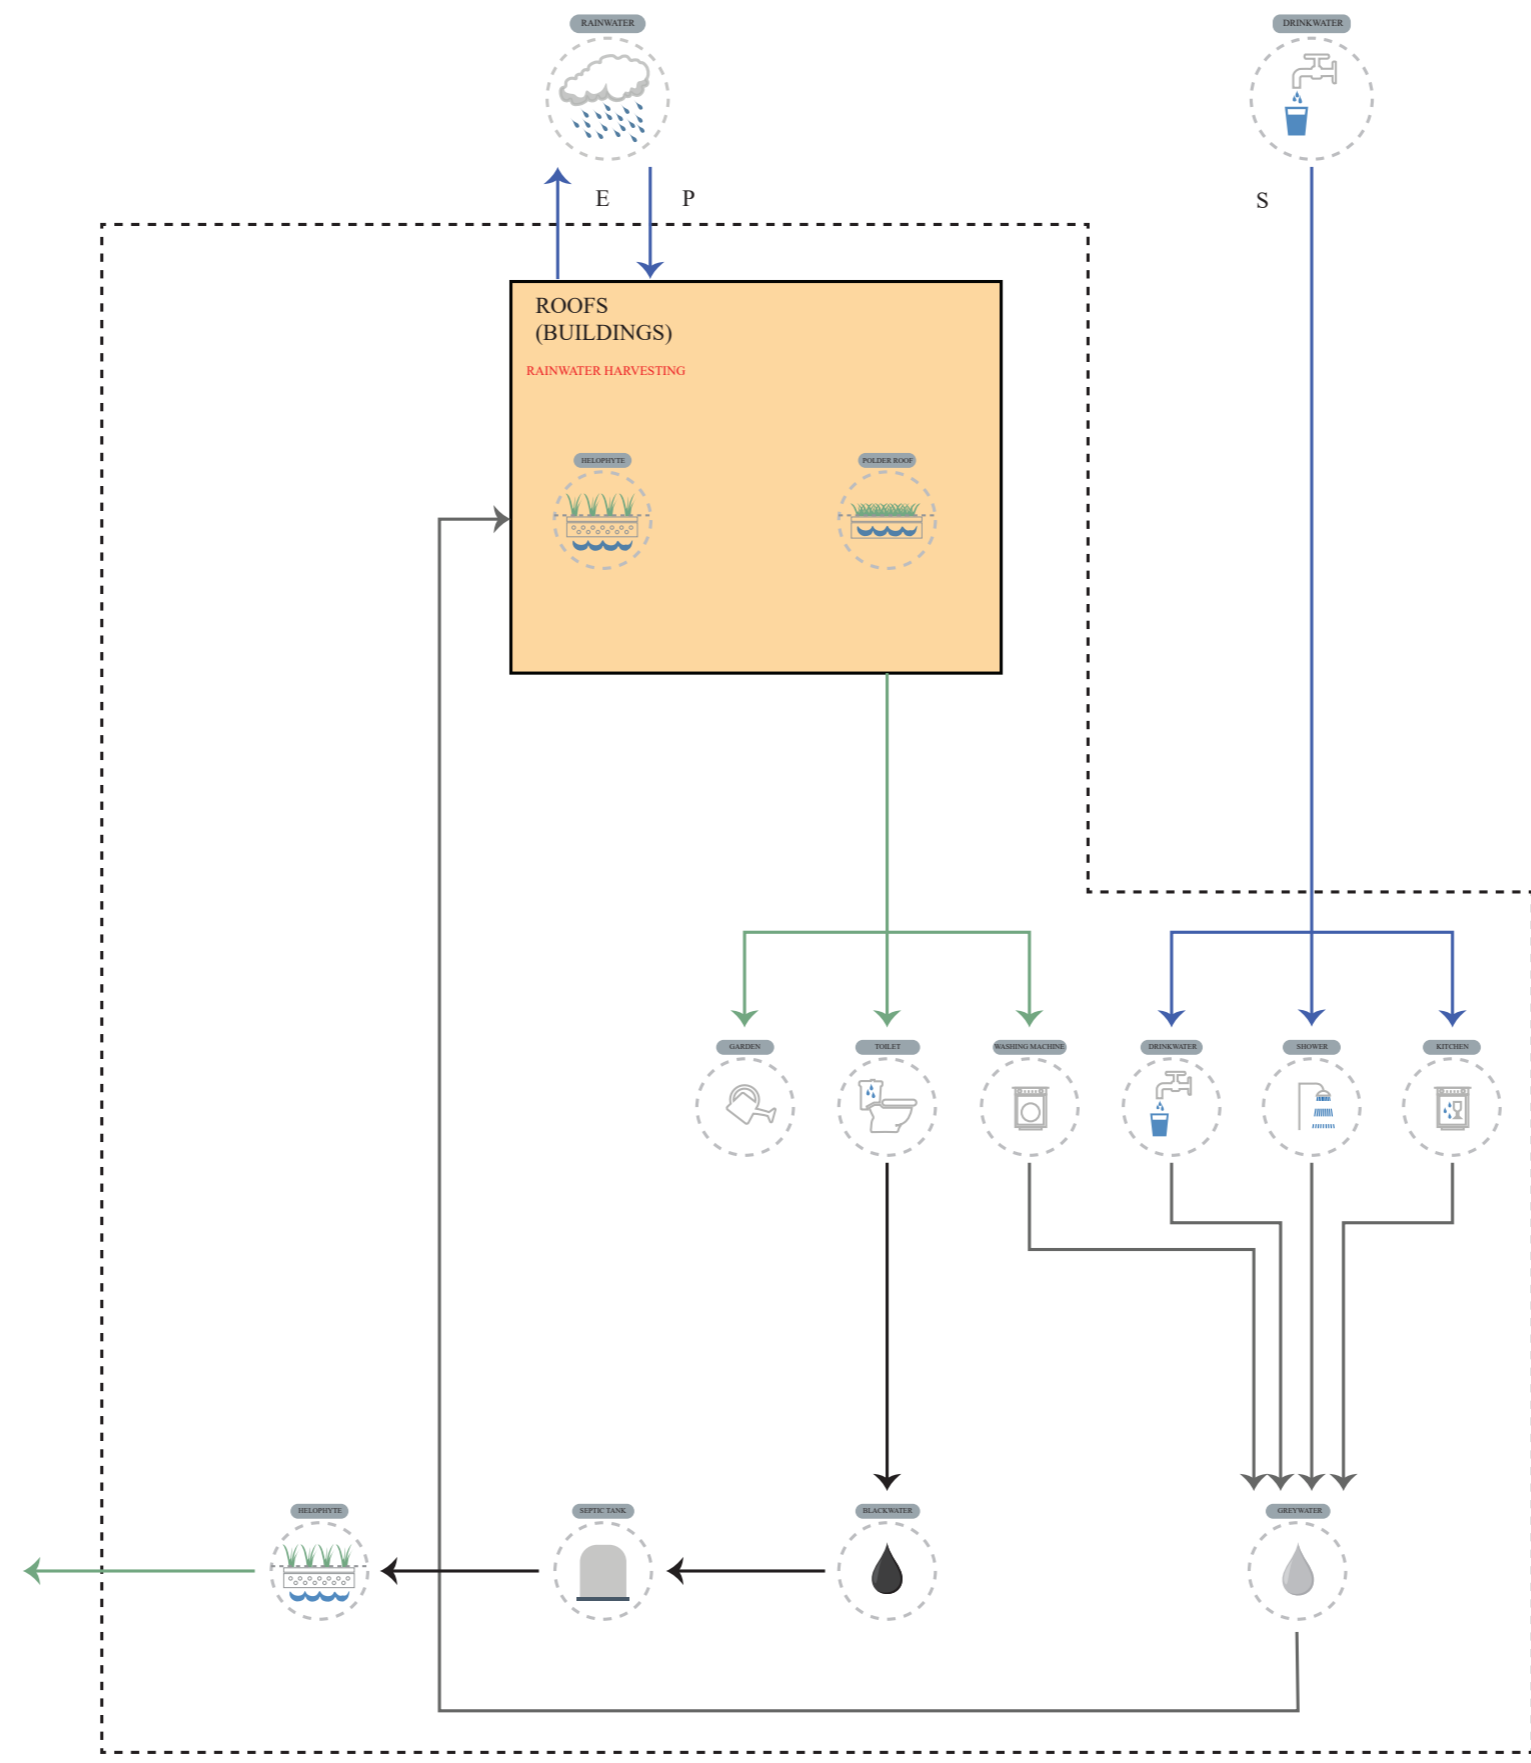 RAINWATER
DRINKWATER
E
P
S
ROOFS
(BUILDINGS)
RAINWATER HARVESTING
HELOPHYTE
POLDER ROOF
GARDEN
TOILET
WASHING MACHINE
DRINKWATER
SHOWER
KITCHEN
HELOPHYTE
SEPTIC TANK
BLACKWATER
GREYWATER